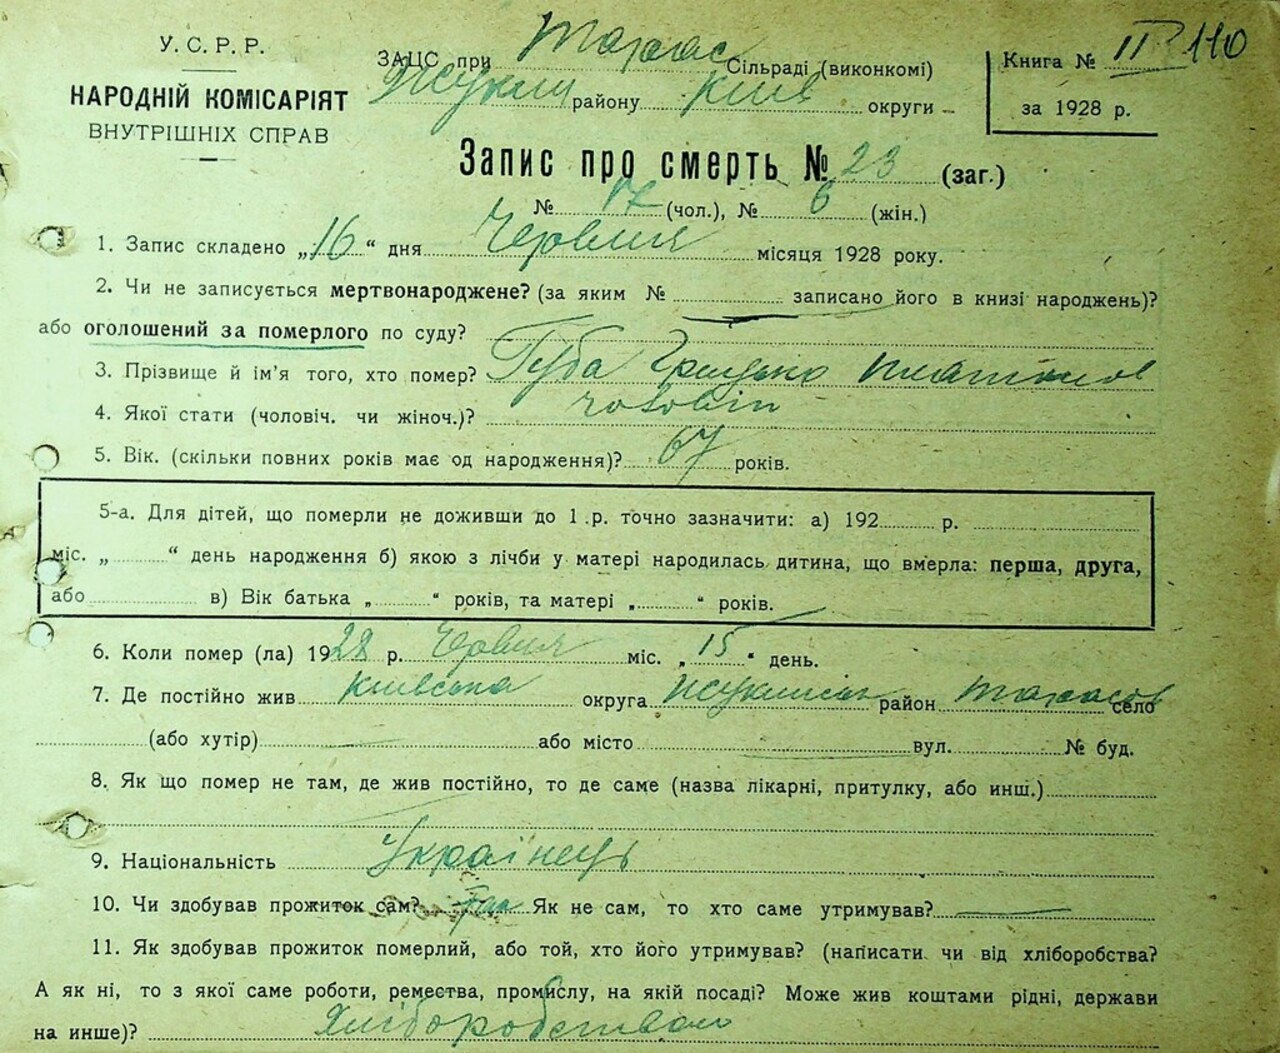 У. С. Р. Р.
НАРОДНІЙ КОМІСАРІЯТ
ВНУТРІШНІХ СПРАВ
ЗАЦС при Тарас Сільраді (виконкомі)
району Київ округи
Книга № II 110
за 1928 р.
Запис про смерть № 23 (заг.)
№ 17 (чол.), № 6 (жін.)
1. Запис складено „16“ дня Червня місяця 1928 року.
2. Чи не записується мертвонароджене? (за яким № записано його в книзі народжень)?
або оголошений за померлого по суду?
3. Прізвище й ім'я того, хто помер? Губа Грицько Платонов
4. Якої статі (чоловіч. чи жіноч.)? чоловіч
5. Вік. (скільки повних років має од народження)? 67 років.
5-а. Для дітей, що померли не доживши до 1 р. точно зазначити: а) 192 р.
міс. „ “ день народження б) якою з лічби у матері народилась дитина, що вмерла: перша, друга,
або в) Вік батька „ “ років, та матері „ “ років.
6. Коли помер (ла) 1928 р. Червня міс. „15“ день.
7. Де постійно жив Київська округа район село
(або хутір) або місто вул. № буд.
8. Як що помер не там, де жив постійно, то де саме (назва лікарні, притулку, або инш.)
9. Національність Українець
10. Чи здобував прожиток сам? Як не сам, то хто саме утримував?
11. Як здобував прожиток померлий, або той, хто його утримував? (написати чи від хліборобства?
А як ні, то з якої саме роботи, ремества, промислу, на якій посаді? Може жив коштами рідні, держави
на инше)? Хліборобством